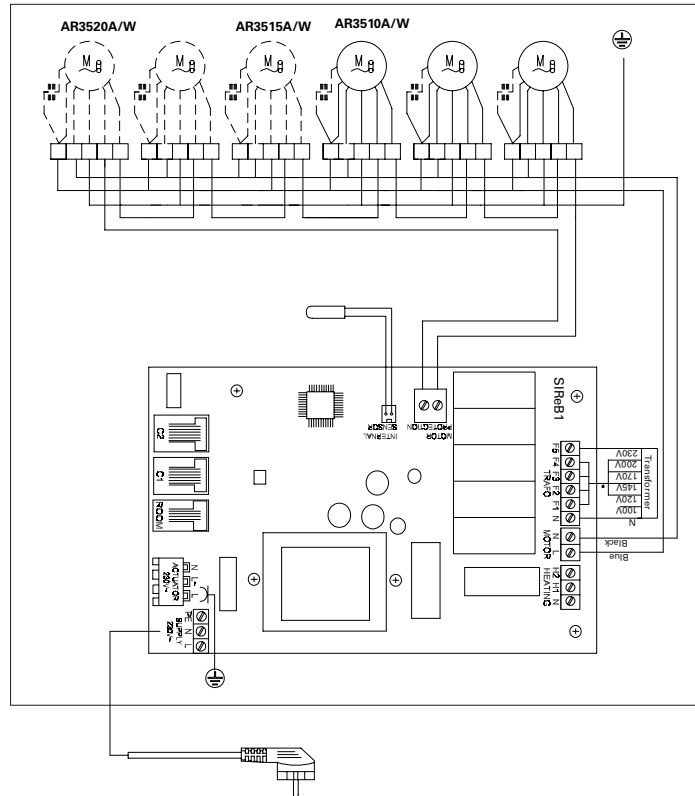 AR3520A/W AR3515A/W AR3510A/W
M M M M M M
SIReB1
C2
C1
ROOM
INTERNAL
SENSOR
MOTOR
PROTECTION
F5
F4
F3
F2
F1
N
TRAFO
230V
200V
170V
145V *
120V
100V
N
Transformer
N
L
MOTOR
Black
Blue
H2
H1
N
HEATING
N
L~
L
ACTUATOR
230V~
PE
N
L
SUPPLY
230V~